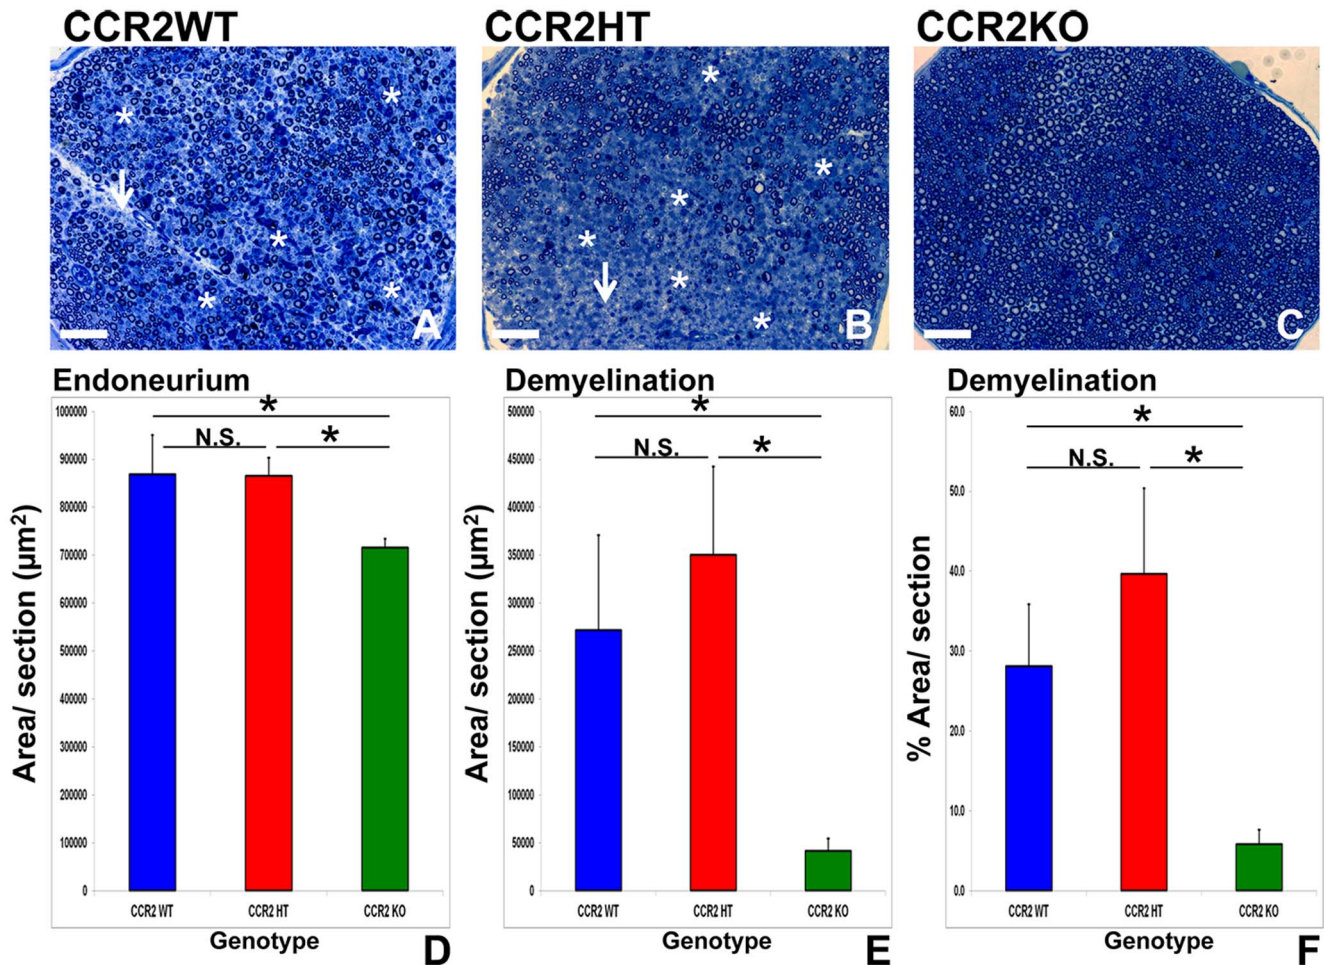 CCR2WT CCR2HT CCR2KO
* * * * * * A
* * * * * * B
C
Endoneurium
Area/ section (µm²)
1000000
900000
800000
700000
600000
500000
400000
300000
200000
100000
0
*
N.S. *
CCR2 WT CCR2 HT CCR2 KO
Genotype
D
Demyelination
Area/ section (µm²)
500000
450000
400000
350000
300000
250000
200000
150000
100000
50000
0
*
N.S. *
CCR2 WT CCR2 HT CCR2 KO
Genotype
E
Demyelination
% Area/ section
60.0
50.0
40.0
30.0
20.0
10.0
0.0
*
N.S. *
CCR2 WT CCR2 HT CCR2 KO
Genotype
F